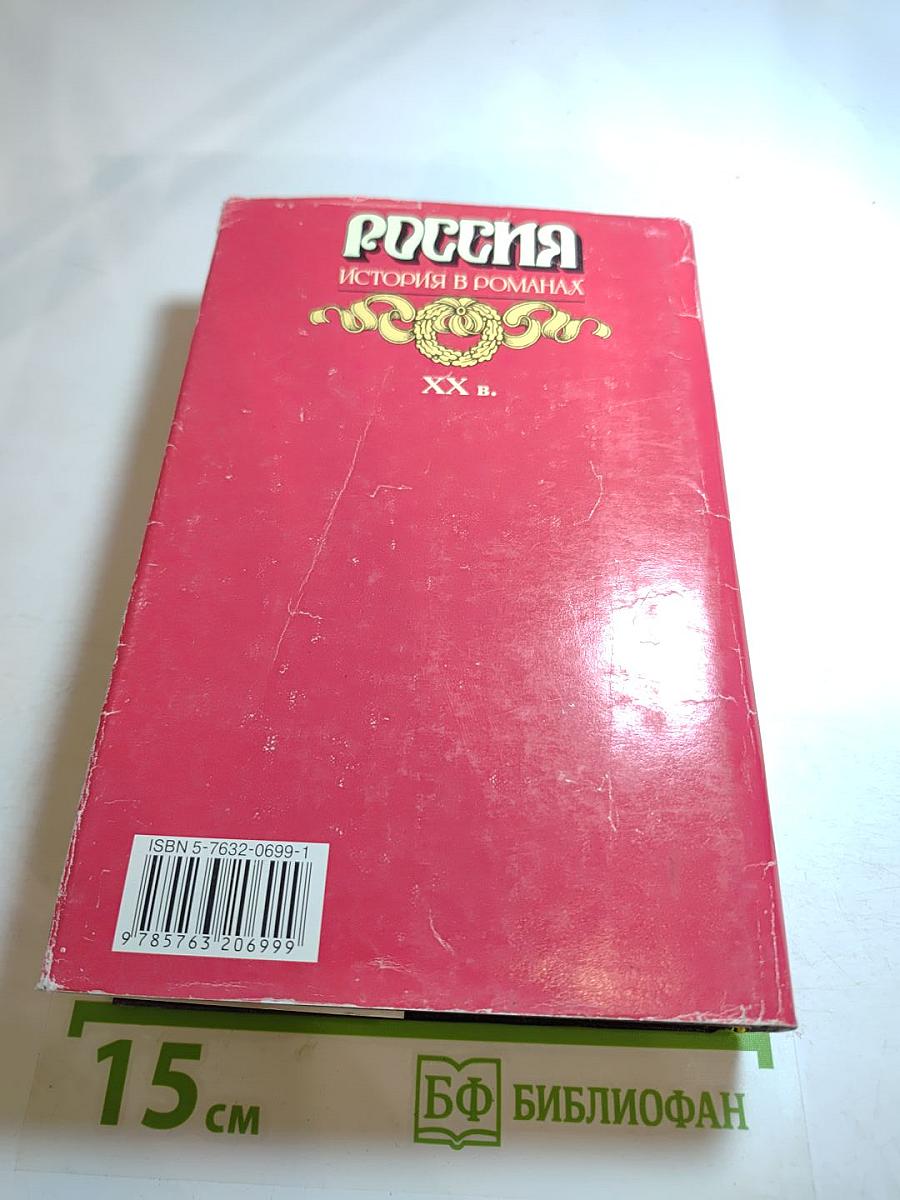 РОССИЯ
ИСТОРИЯ В РОМАНАХ
XX в.
ISBN 5-7632-0699-1
9 785763 206999
15 см
БФ БИБЛИОФАН